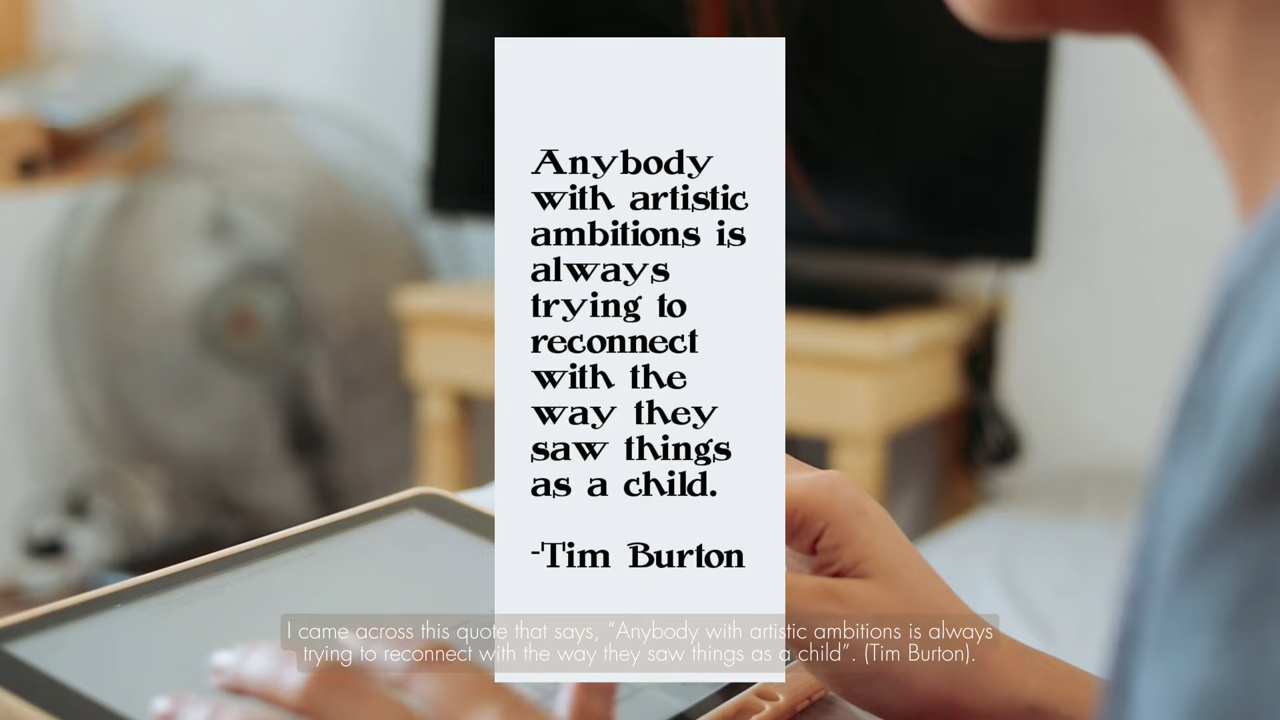 Anybody
with artistic
ambitions is
always
trying to
reconnect
with the
way they
saw things
as a child.
-Tim Burton
I came across this quote that says, “Anybody with artistic ambitions is always
trying to reconnect with the way they saw things as a child”. (Tim Burton).